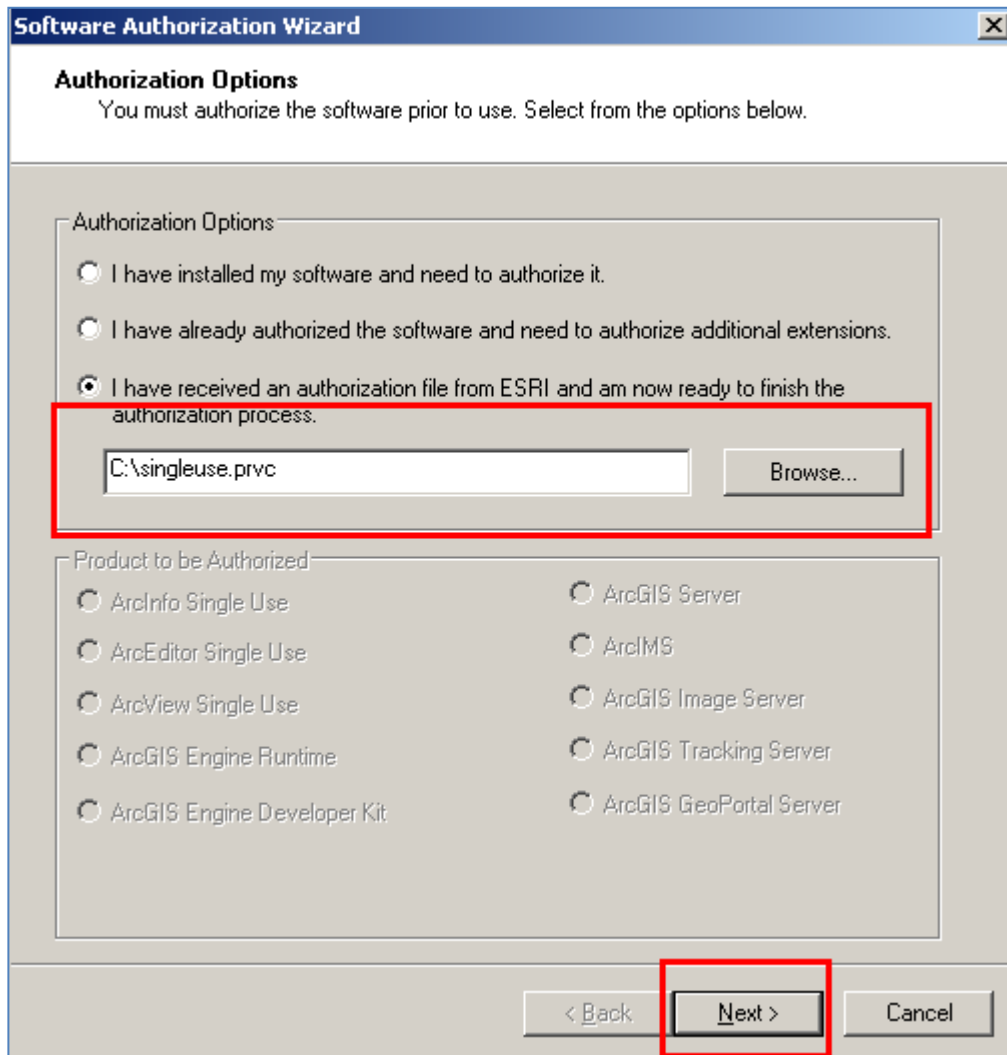 Software Authorization Wizard
Authorization Options
You must authorize the software prior to use. Select from the options below.
Authorization Options
I have installed my software and need to authorize it.
I have already authorized the software and need to authorize additional extensions.
I have received an authorization file from ESRI and am now ready to finish the
authorization process.
C:\singleuse.prvc
Browse...
Product to be Authorized
ArcInfo Single Use
ArcEditor Single Use
ArcView Single Use
ArcGIS Engine Runtime
ArcGIS Engine Developer Kit
ArcGIS Server
ArcIMS
ArcGIS Image Server
ArcGIS Tracking Server
ArcGIS GeoPortal Server
< Back
Next >
Cancel